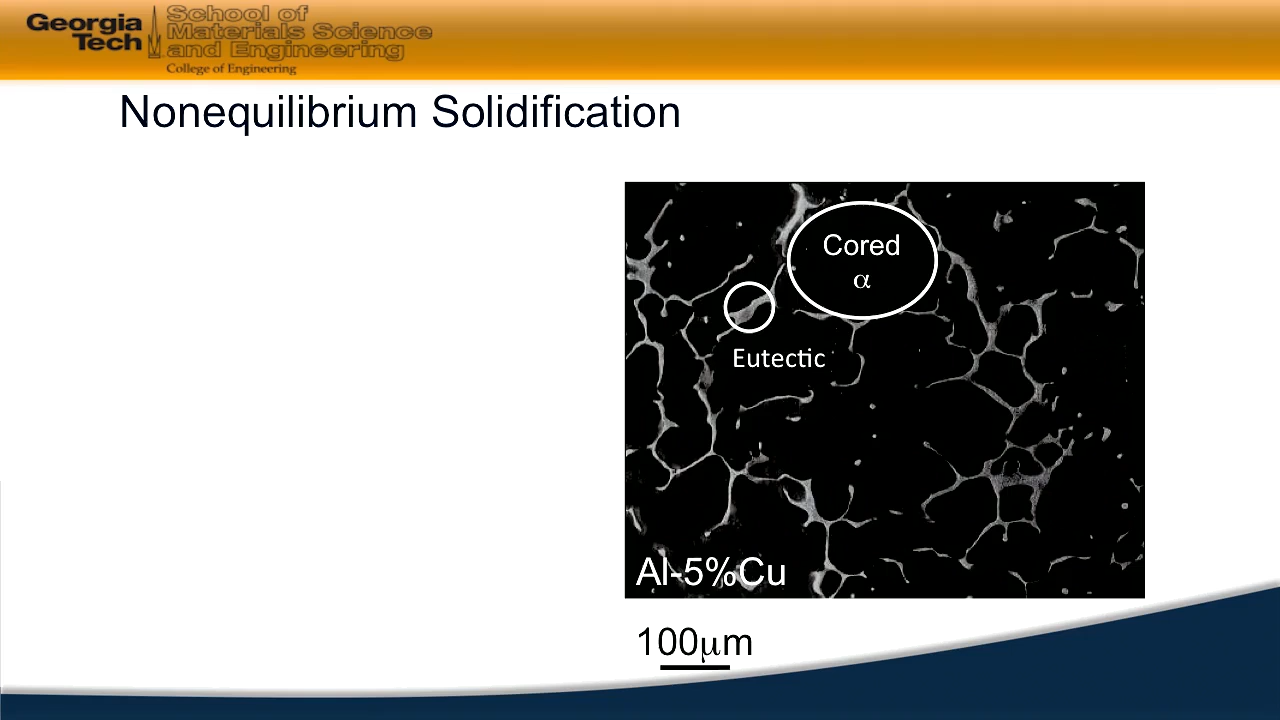 Georgia
Tech
School of
Materials Science
and Engineering
College of Engineering
Nonequilibrium Solidification
Cored
α
Eutectic
Al-5%Cu
100μm